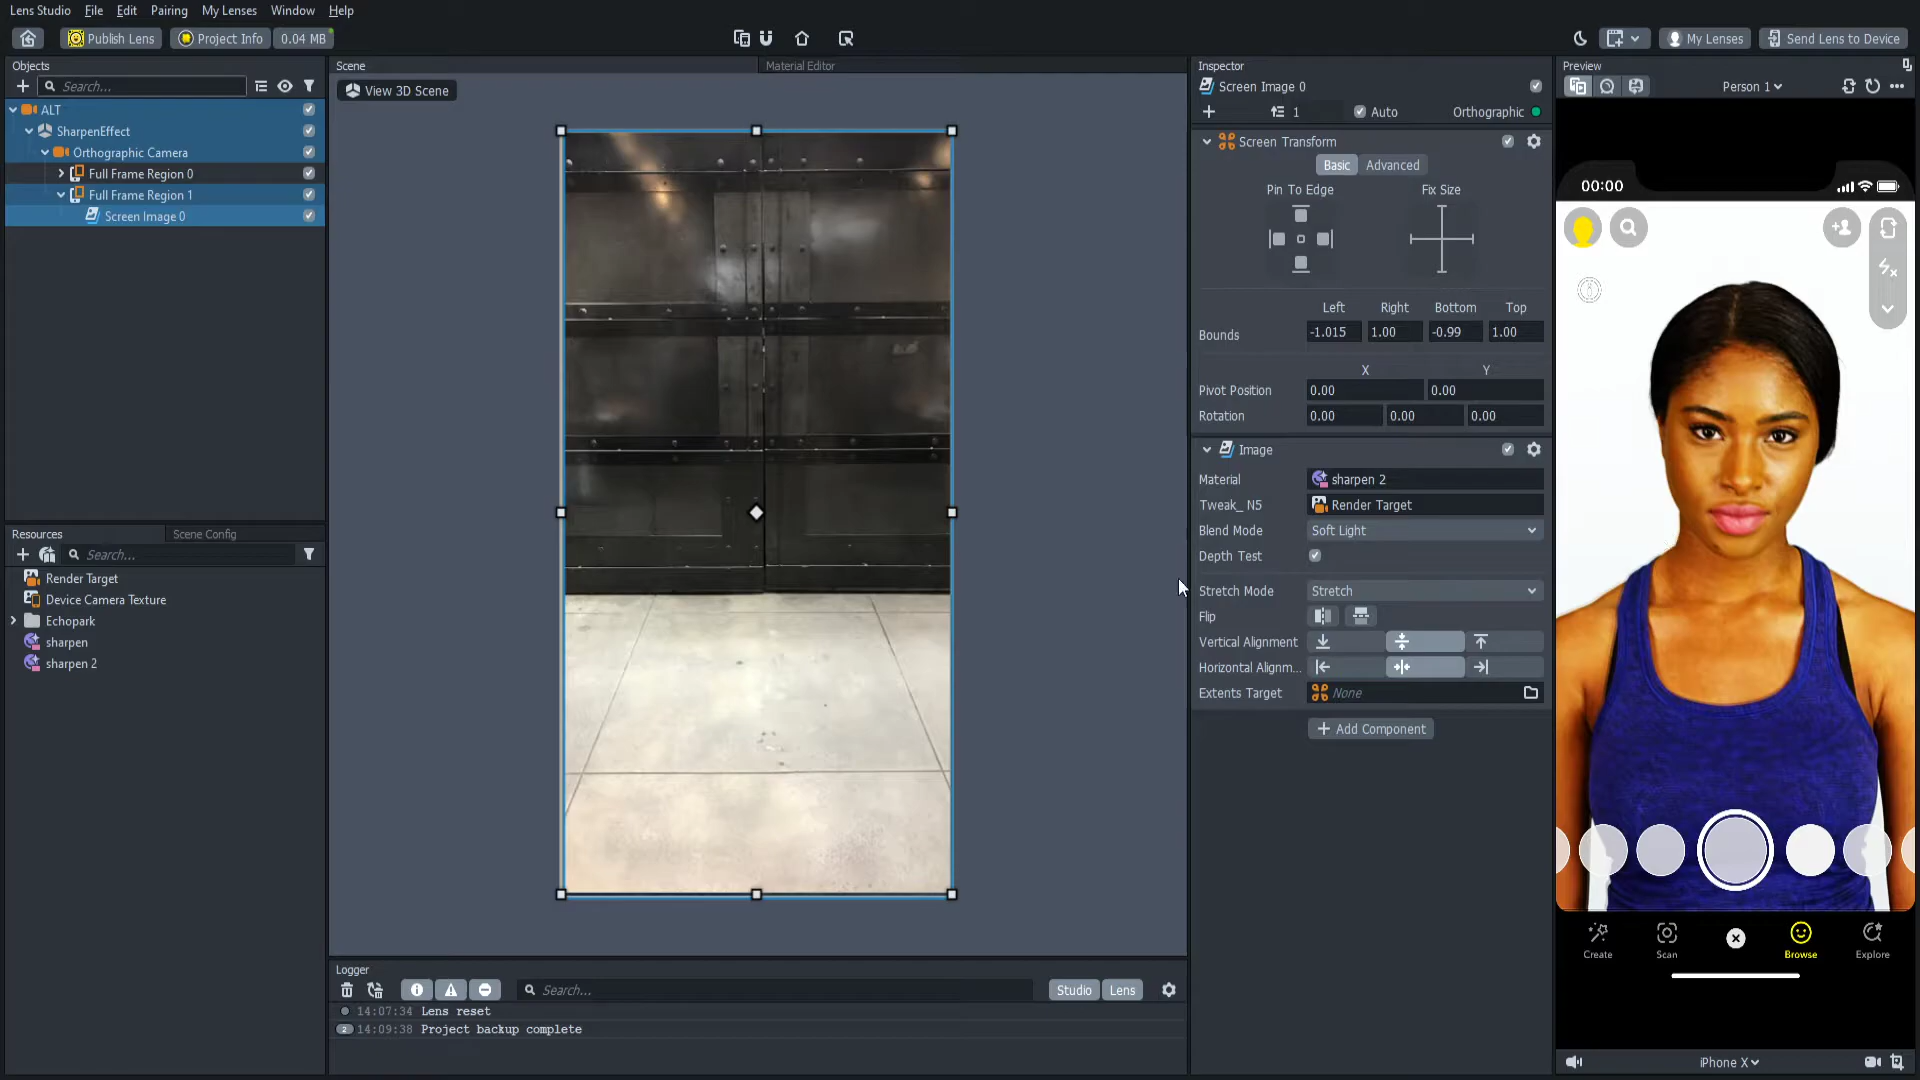 Lens Studio File Edit Pairing My Lenses Window Help
Publish Lens Project Info 0.04 MB My Lenses Send Lens to Device
Objects
Search...
ALT
SharpenEffect
Orthographic Camera
Full Frame Region 0
Full Frame Region 1
Screen Image 0
Resources Scene Config
Search...
Render Target
Device Camera Texture
Echopark
sharpen
sharpen 2
Scene Material Editor
View 3D Scene
Logger
Search...
Studio Lens
14:07:34 Lens reset
2 14:09:38 Project backup complete
Inspector
Screen Image 0
1 Auto Orthographic
Screen Transform
Basic Advanced
Pin To Edge Fix Size
Left Right Bottom Top
Bounds -1.015 1.00 -0.99 1.00
X Y
Pivot Position 0.00 0.00
Rotation 0.00 0.00 0.00
Image
Material sharpen 2
Tweak_ N5 Render Target
Blend Mode Soft Light
Depth Test
Stretch Mode Stretch
Flip
Vertical Alignment
Horizontal Alignm...
Extents Target None
Add Component
Preview
Person 1
00:00
Create Scan Browse Explore
iPhone X